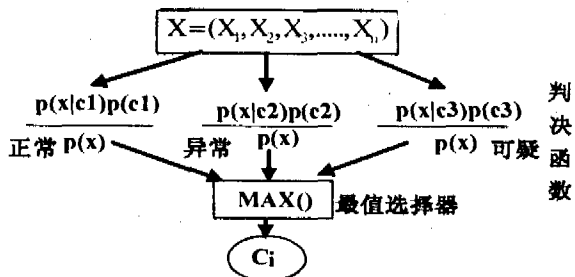 X=(X₁,X₂,X₃,.....,Xₙ)
p(x|c1)p(c1) p(x|c2)p(c2) p(x|c3)p(c3)
正常 p(x) 异常 p(x) p(x) 可疑
判决函数
MAX() 最值选择器
Ci